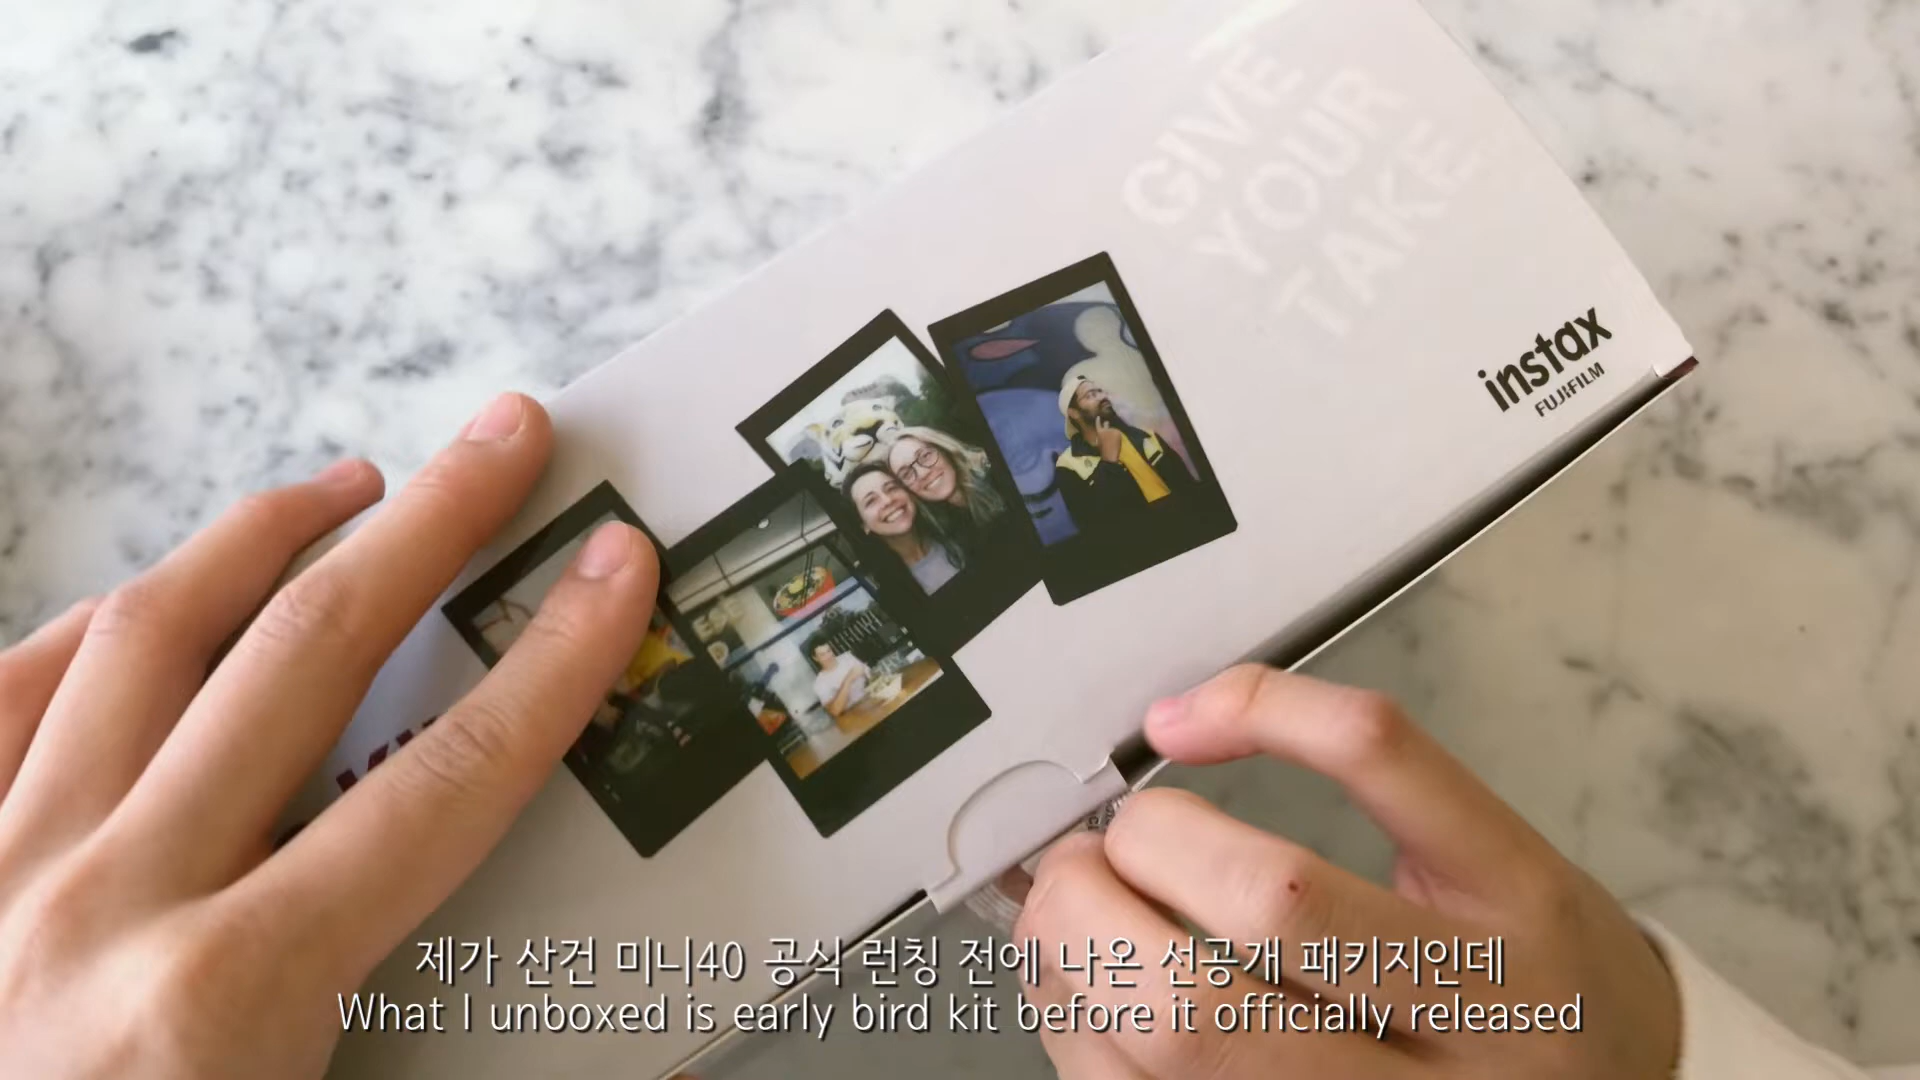 GIVE
YOUR
TAKE
instax
FUJIFILM
제가 산건 미니40 공식 런칭 전에 나온 선공개 패키지인데
What I unboxed is early bird kit before it officially released